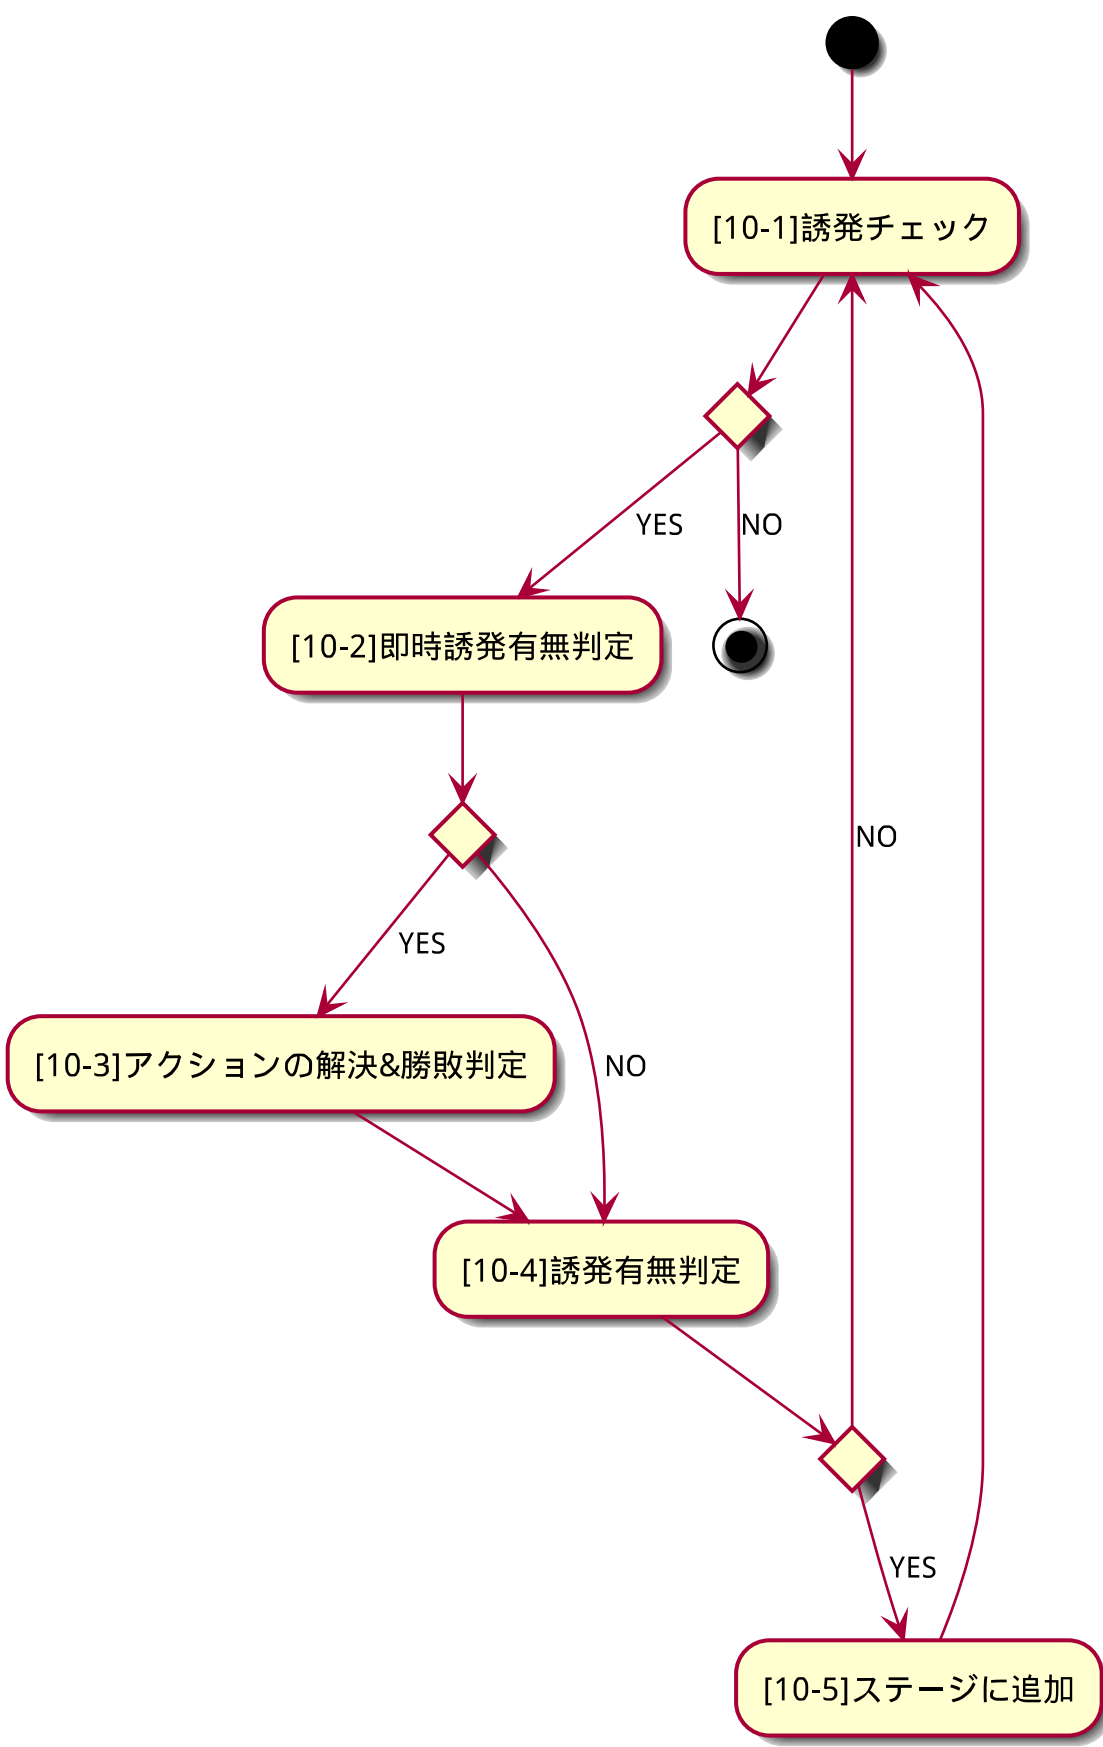 [10-1]誘発チェック
YES
NO
[10-2]即時誘発有無判定
NO
YES
[10-3]アクションの解決&勝敗判定
NO
[10-4]誘発有無判定
YES
[10-5]ステージに追加